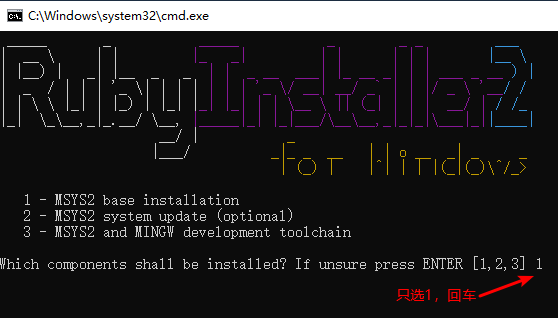 C:\Windows\system32\cmd.exe
RubyInstaller2
for Windows
1 - MSYS2 base installation
2 - MSYS2 system update (optional)
3 - MSYS2 and MINGW development toolchain
Which components shall be installed? If unsure press ENTER [1,2,3] 1
只选1，回车